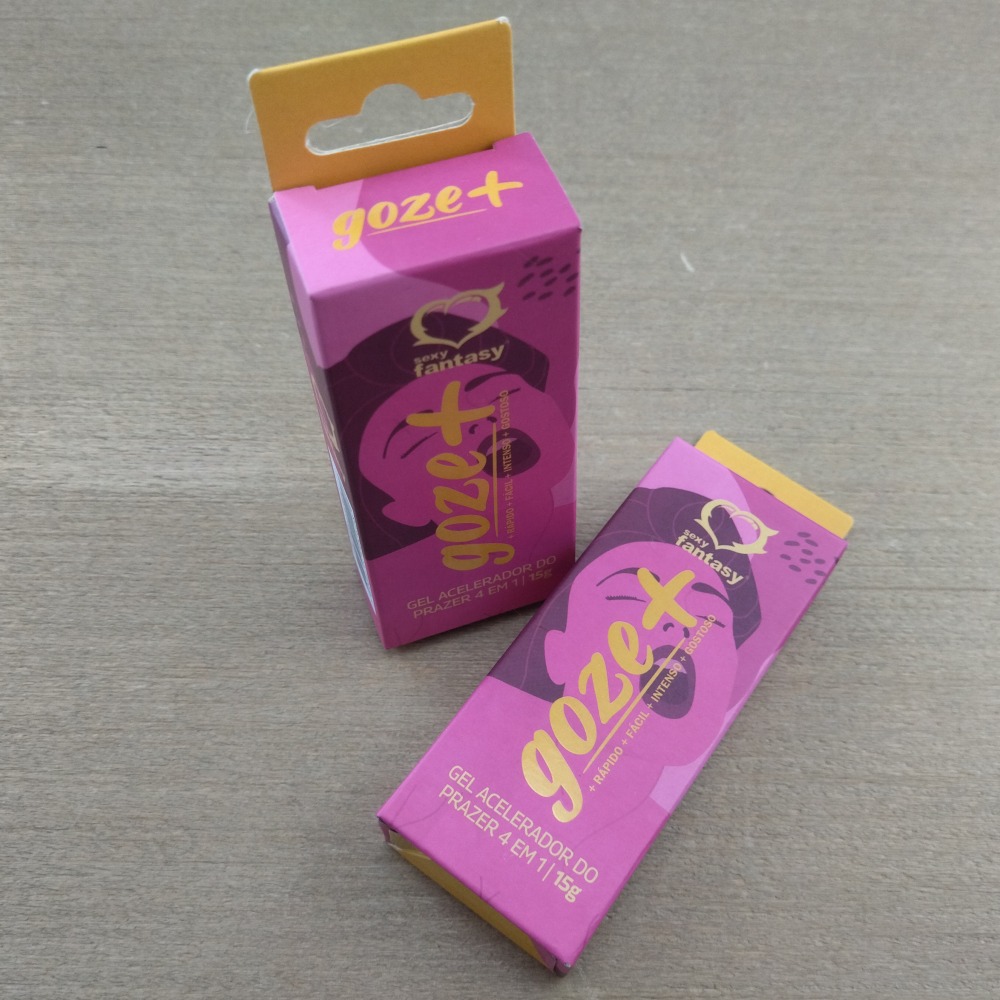 goze+
sexy
fantasy
goze+
+ RÁPIDO + FÁCIL + INTENSO + GOSTOSO
GEL ACELERADOR DO
PRAZER 4 EM 1 | 15g
sexy
fantasy
goze+
+ RÁPIDO + FÁCIL + INTENSO + GOSTOSO
GEL ACELERADOR DO
PRAZER 4 EM 1 | 15g